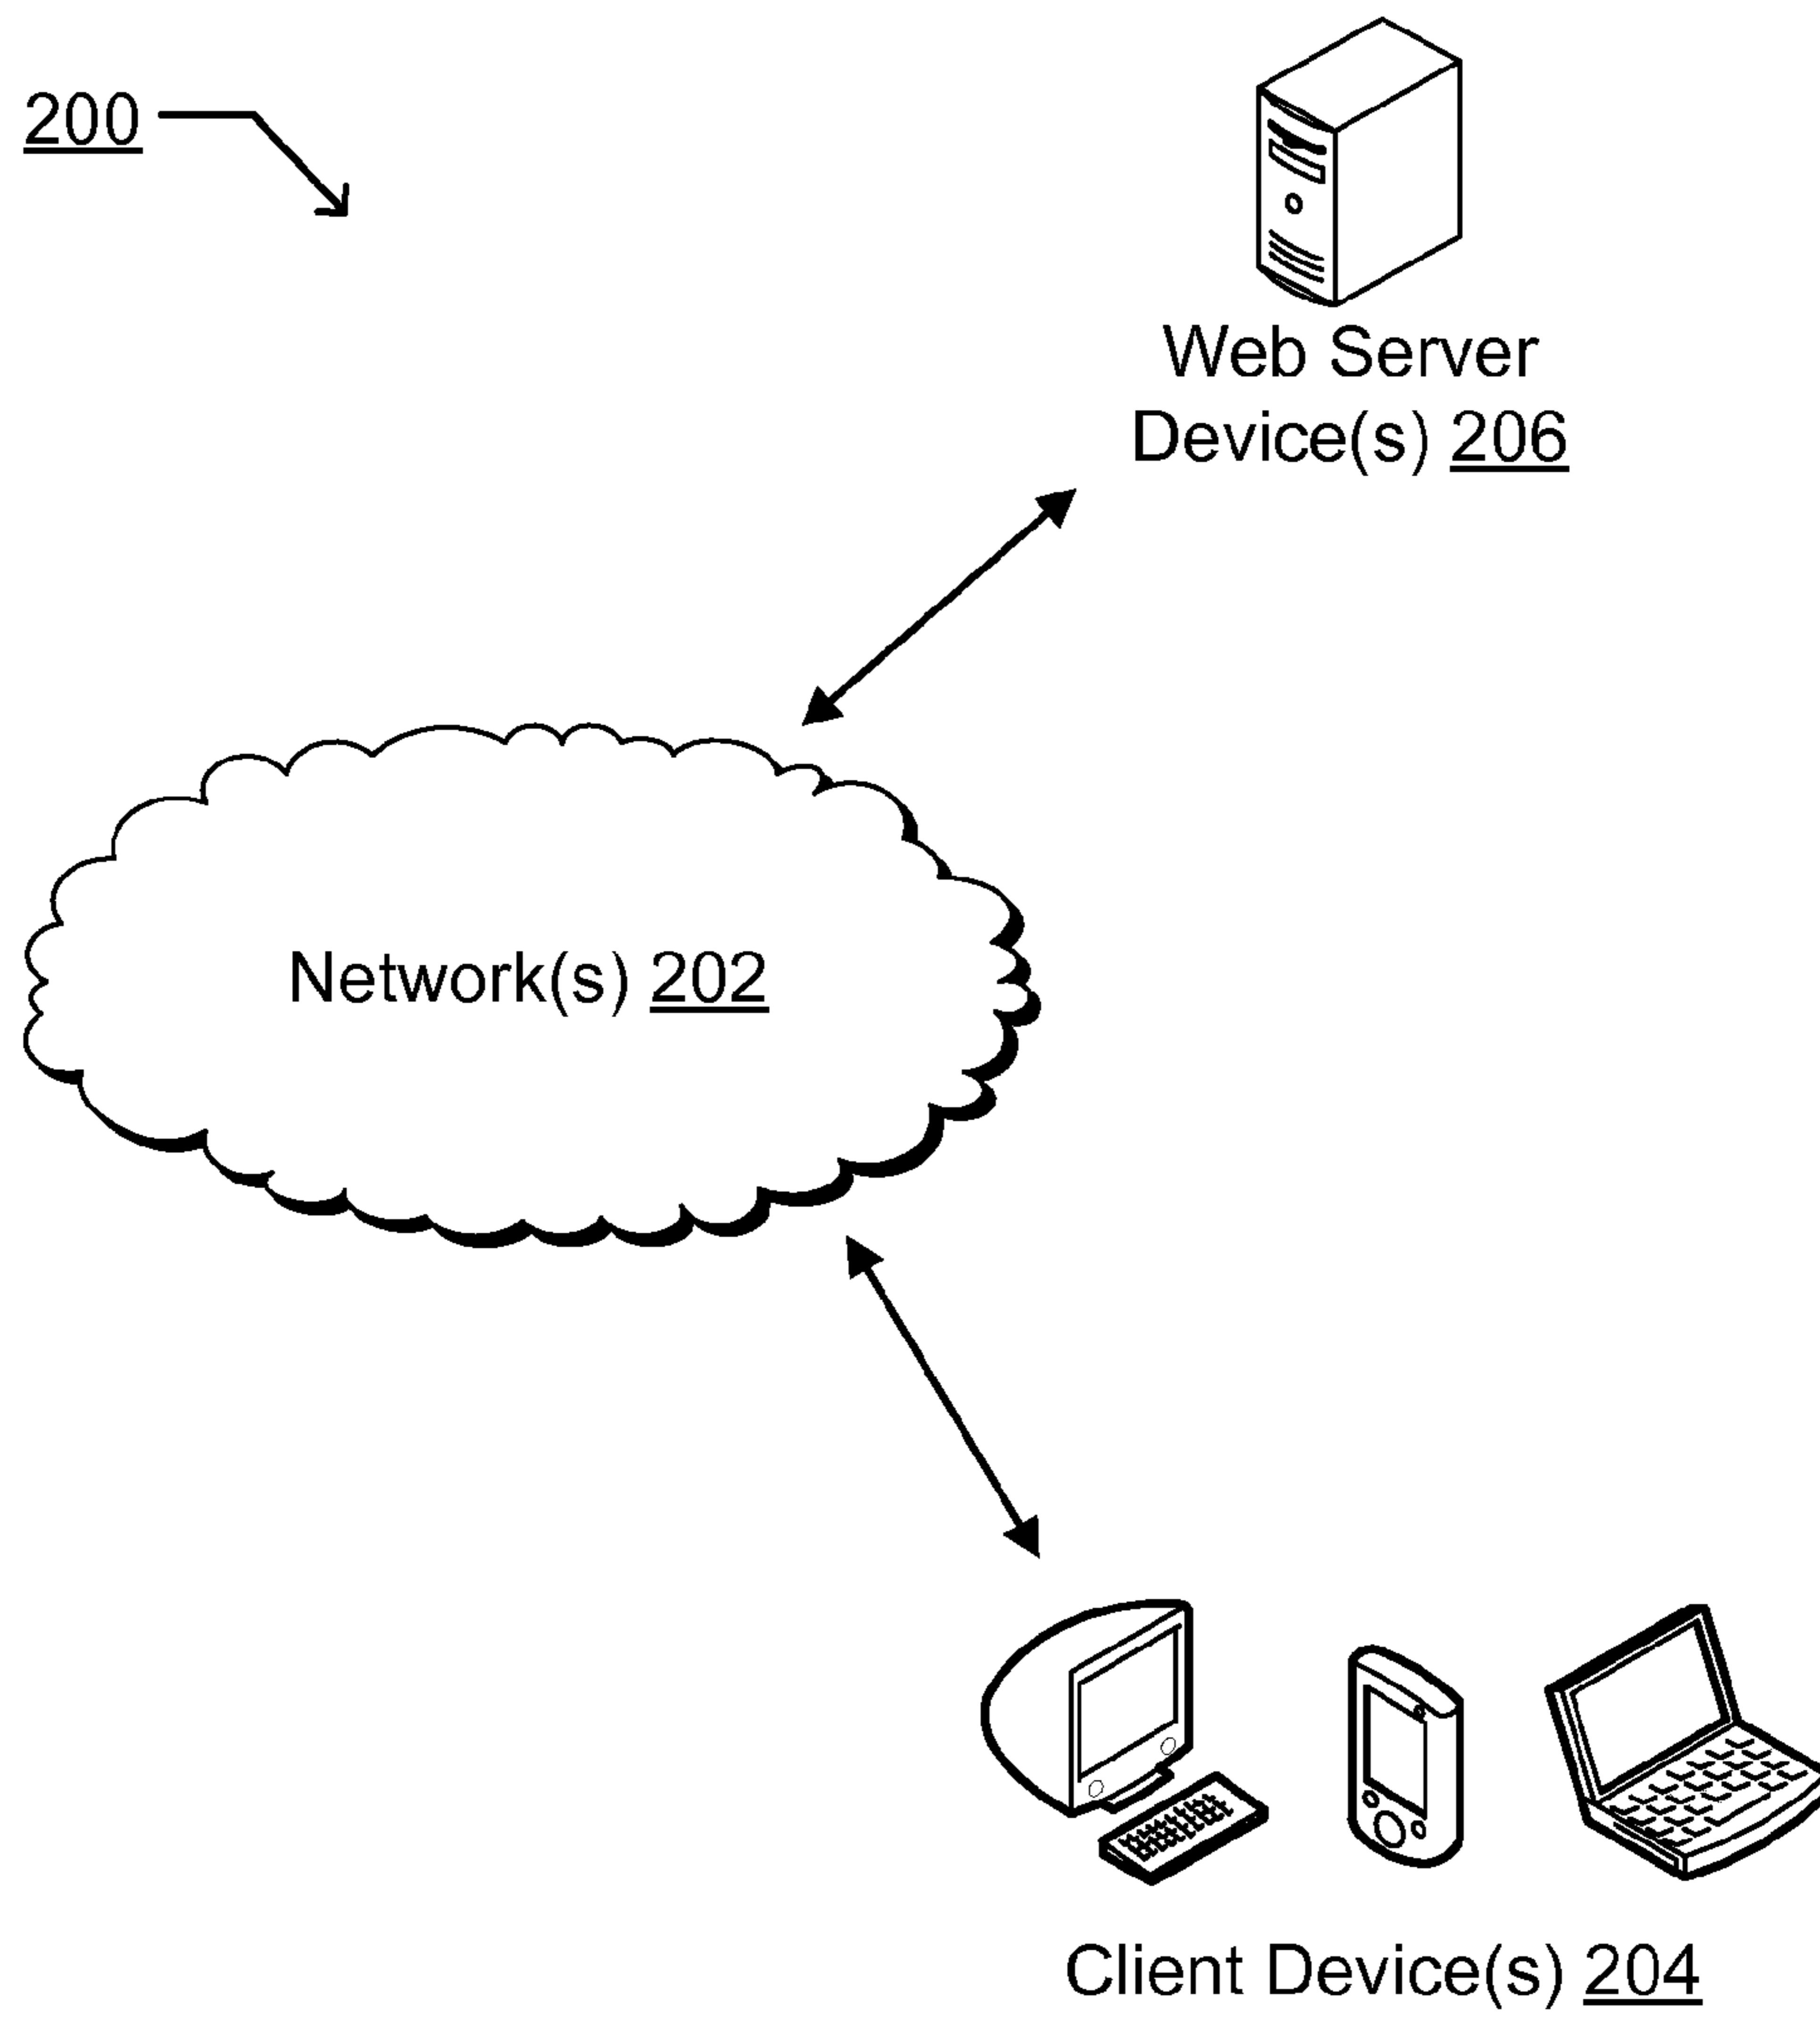 200
Web Server
Device(s) 206
Network(s) 202
Client Device(s) 204